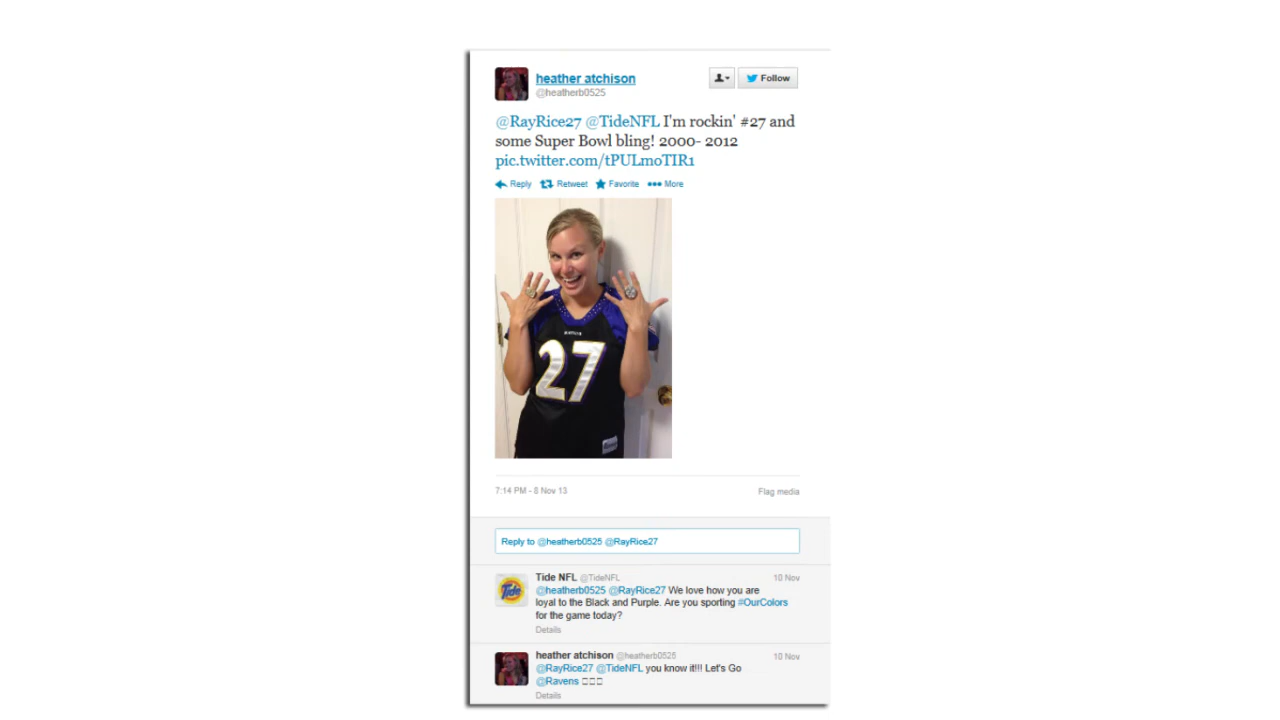 heather atchison
@heatherb0525
Follow
@RayRice27 @TideNFL I'm rockin' #27 and
some Super Bowl bling! 2000- 2012
pic.twitter.com/tPULmoTIR1
Reply Retweet Favorite More
27
7:14 PM - 8 Nov 13
Flag media
Reply to @heatherb0525 @RayRice27
Tide NFL @TideNFL
10 Nov
Tide
@heatherb0525 @RayRice27 We love how you are
loyal to the Black and Purple. Are you sporting #OurColors
for the game today?
Details
heather atchison @heatherb0525
10 Nov
@RayRice27 @TideNFL you know it!!! Let's Go
@Ravens □□□
Details